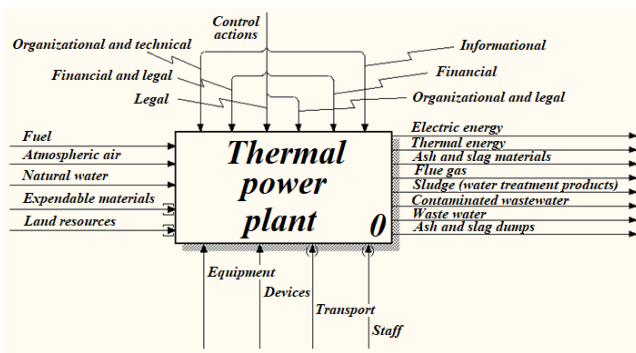 Control
actions
Organizational and technical
Informational
Financial and legal
Financial
Legal
Organizational and legal
Fuel
Atmospheric air
Natural water
Expendable materials
Land resources
Thermal
power
plant
0
Electric energy
Thermal energy
Ash and slag materials
Flue gas
Sludge (water treatment products)
Contaminated wastewater
Waste water
Ash and slag dumps
Equipment
Devices
Transport
Staff